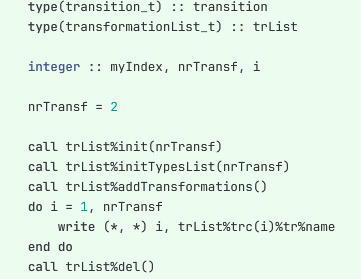 type(transition_t) :: transition
type(transformationList_t) :: trList
integer :: myIndex, nrTransf, i
nrTransf = 2
call trList%init(nrTransf)
call trList%initTypesList(nrTransf)
call trList%addTransformations()
do i = 1, nrTransf
    write (*, *) i, trList%trc(i)%tr%name
end do
call trList%del()